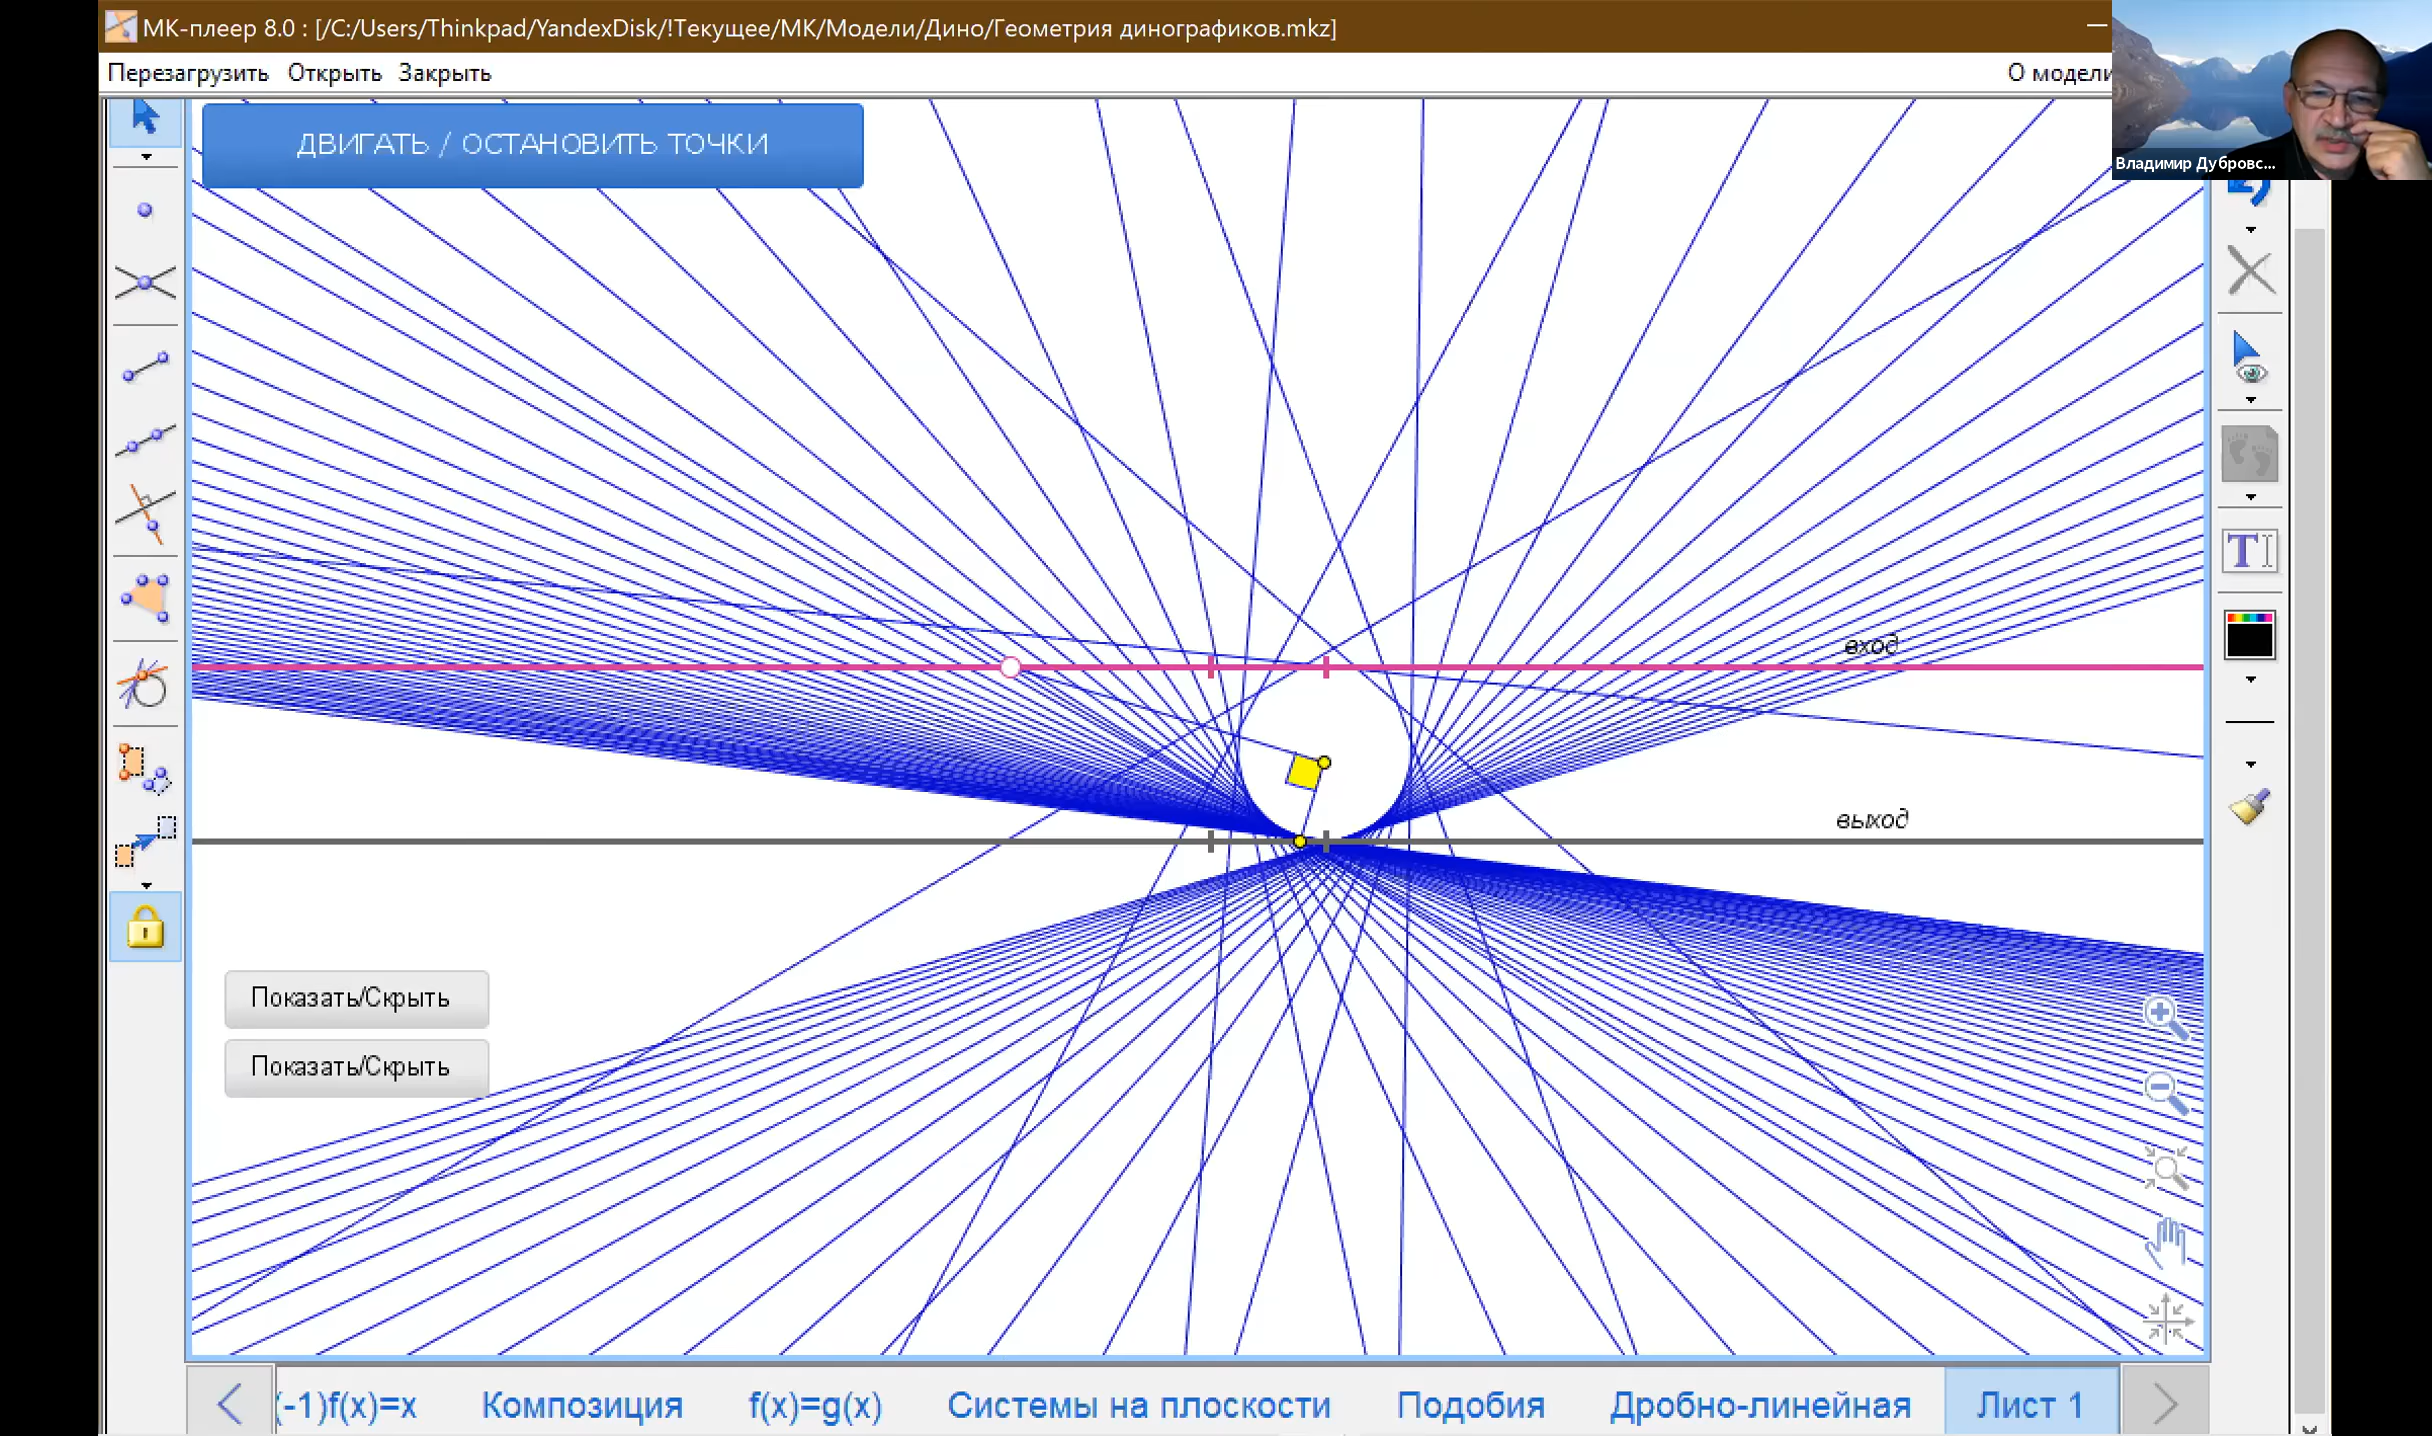 МК-плеер 8.0 : [/C:/Users/Thinkpad/YandexDisk/!Текущее/МК/Модели/Дино/Геометрия динографиков.mkz]
Перезагрузить Открыть Закрыть О модели
Владимир Дубровс...
ДВИГАТЬ / ОСТАНОВИТЬ ТОЧКИ
вход
выход
Показать/Скрыть
Показать/Скрыть
(-1)f(x)=x Композиция f(x)=g(x) Системы на плоскости Подобия Дробно-линейная Лист 1